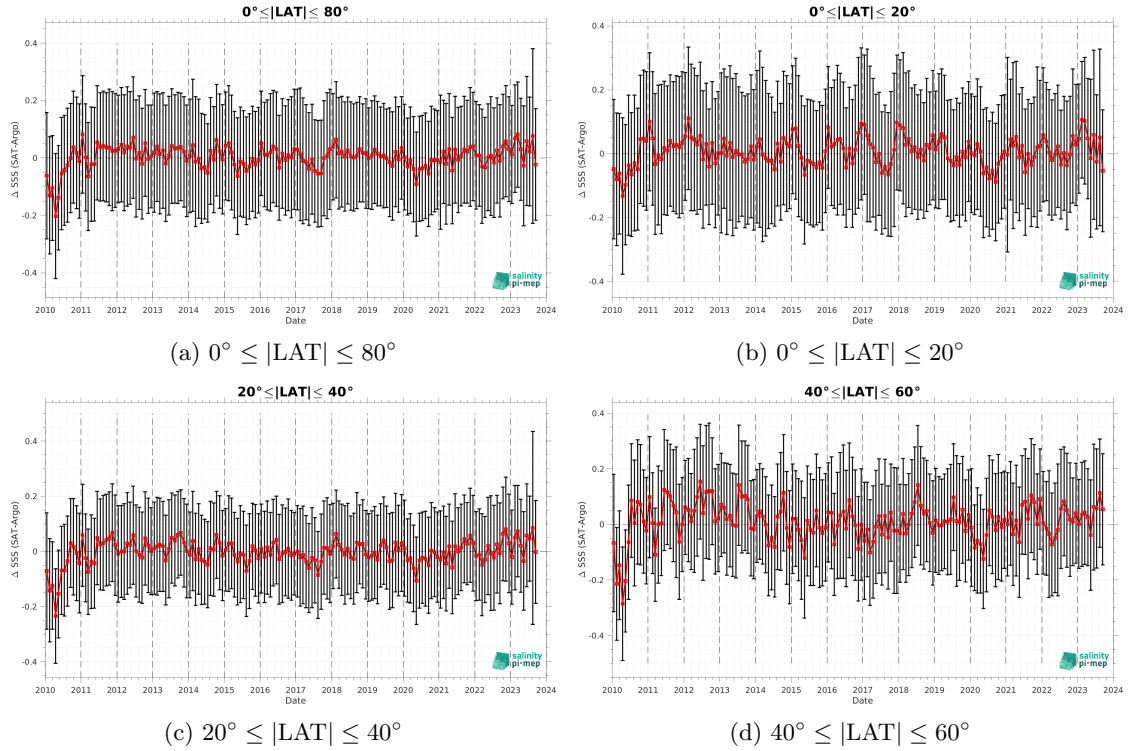 0°≤|LAT|≤ 80°
Δ SSS (SAT-Argo)
0.4
0.2
0
-0.2
-0.4
2010 2011 2012 2013 2014 2015 2016 2017 2018 2019 2020 2021 2022 2023 2024
Date
salinity
pi-mep
(a) 0° ≤ |LAT| ≤ 80°
0°≤|LAT|≤ 20°
Δ SSS (SAT-Argo)
0.4
0.2
0
-0.2
-0.4
2010 2011 2012 2013 2014 2015 2016 2017 2018 2019 2020 2021 2022 2023 2024
Date
salinity
pi-mep
(b) 0° ≤ |LAT| ≤ 20°
20°≤|LAT|≤ 40°
Δ SSS (SAT-Argo)
0.4
0.2
0
-0.2
-0.4
2010 2011 2012 2013 2014 2015 2016 2017 2018 2019 2020 2021 2022 2023 2024
Date
salinity
pi-mep
(c) 20° ≤ |LAT| ≤ 40°
40°≤|LAT|≤ 60°
Δ SSS (SAT-Argo)
0.4
0.2
0
-0.2
-0.4
2010 2011 2012 2013 2014 2015 2016 2017 2018 2019 2020 2021 2022 2023 2024
Date
salinity
pi-mep
(d) 40° ≤ |LAT| ≤ 60°